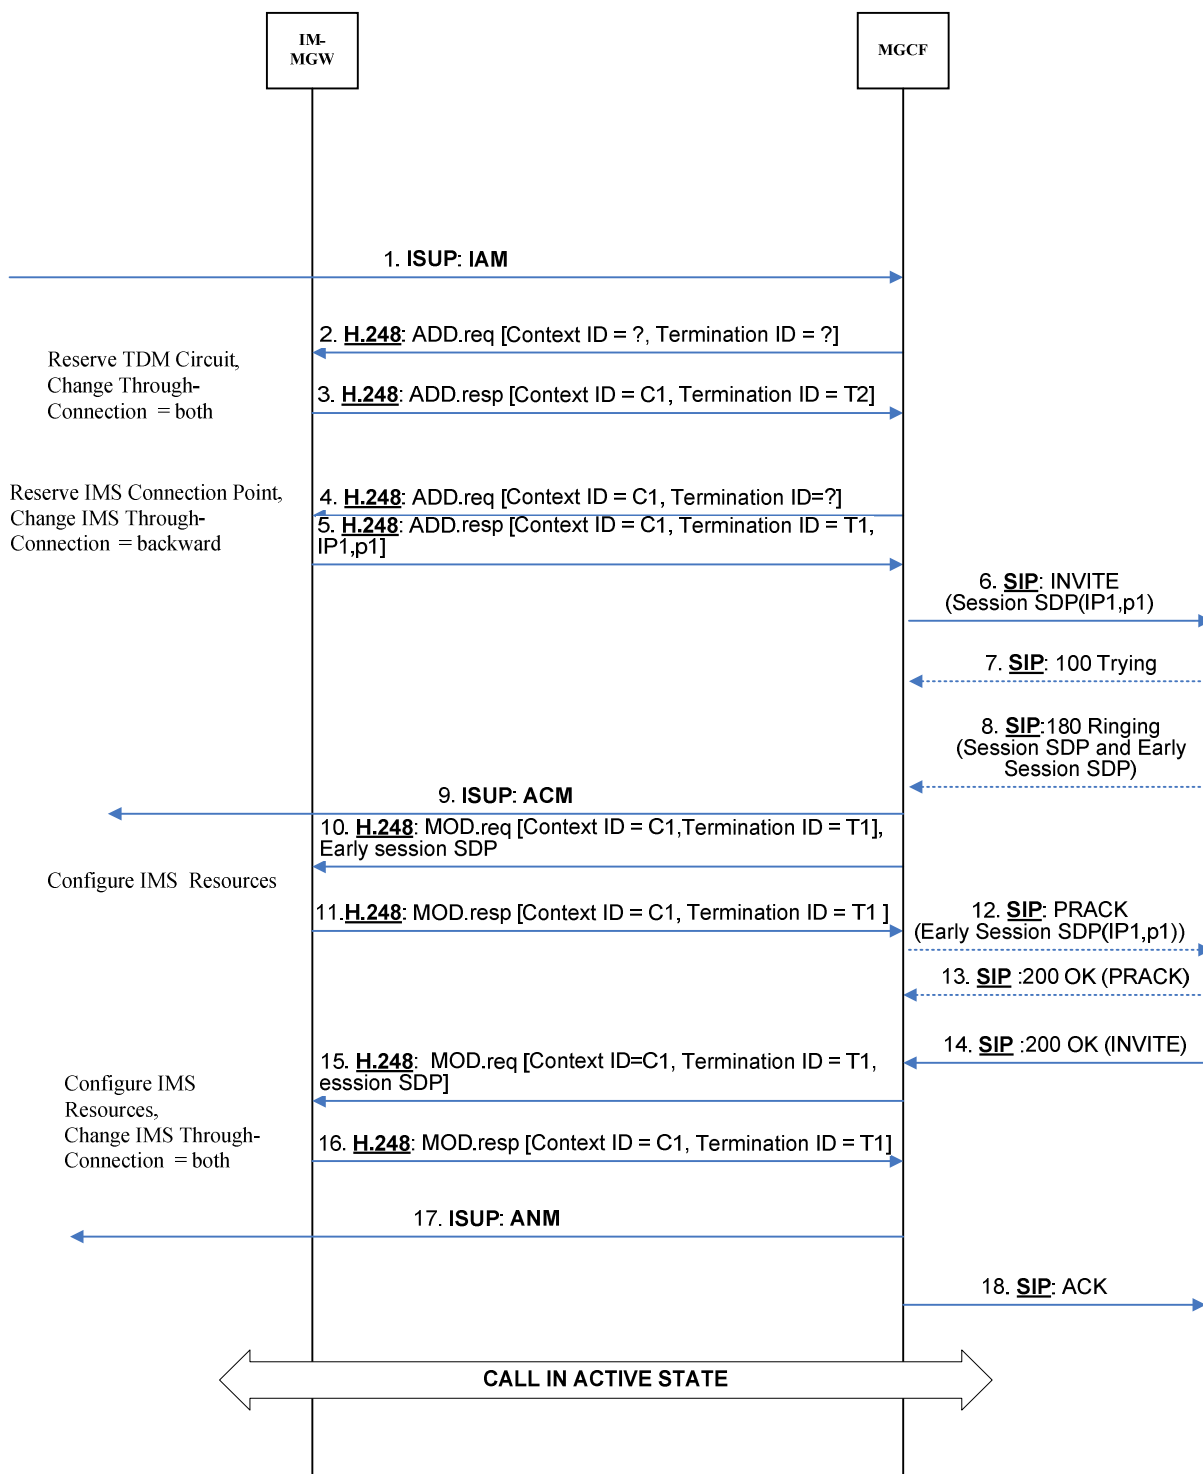 IM-
MGW
MGCF
1. ISUP: IAM
2. H.248: ADD.req [Context ID = ?, Termination ID = ?]
Reserve TDM Circuit,
Change Through-
Connection = both
3. H.248: ADD.resp [Context ID = C1, Termination ID = T2]
Reserve IMS Connection Point,
Change IMS Through-
Connection = backward
4. H.248: ADD.req [Context ID = C1, Termination ID=?]
5. H.248: ADD.resp [Context ID = C1, Termination ID = T1,
IP1,p1]
6. SIP: INVITE
(Session SDP(IP1,p1)
7. SIP: 100 Trying
8. SIP:180 Ringing
(Session SDP and Early
Session SDP)
9. ISUP: ACM
10. H.248: MOD.req [Context ID = C1,Termination ID = T1],
Early session SDP
Configure IMS Resources
11.H.248: MOD.resp [Context ID = C1, Termination ID = T1 ]
12. SIP: PRACK
(Early Session SDP(IP1,p1))
13. SIP :200 OK (PRACK)
14. SIP :200 OK (INVITE)
15. H.248: MOD.req [Context ID=C1, Termination ID = T1,
esssion SDP]
Configure IMS
Resources,
Change IMS Through-
Connection = both
16. H.248: MOD.resp [Context ID = C1, Termination ID = T1]
17. ISUP: ANM
18. SIP: ACK
CALL IN ACTIVE STATE